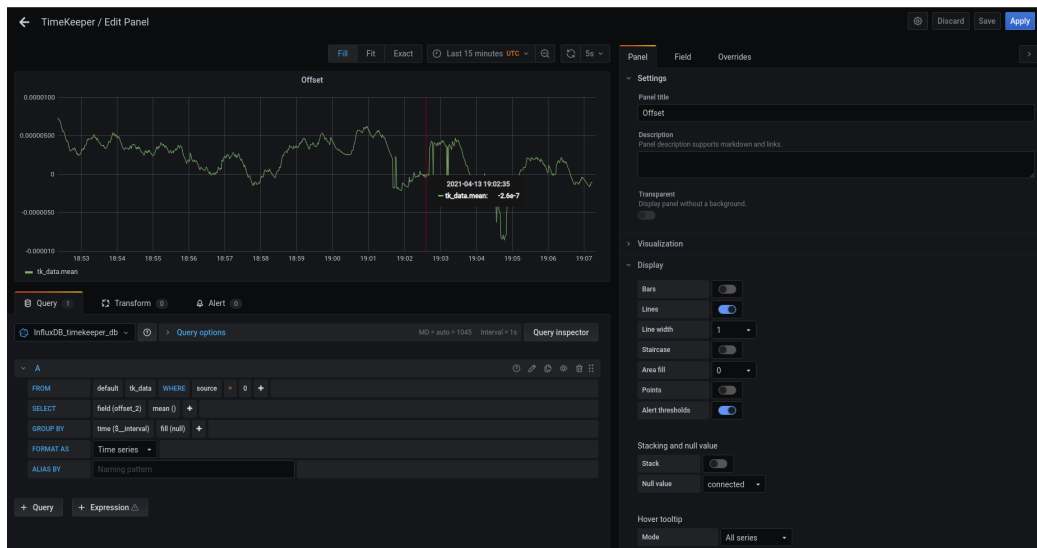 TimeKeeper / Edit Panel
Discard Save Apply
Fill Fit Exact Last 15 minutes UTC 5s
Offset
0.0000100
0.00000500
0
-0.0000050
-0.000010
18:53 18:54 18:55 18:56 18:57 18:58 18:59 19:00 19:01 19:02 19:03 19:04 19:05 19:06 19:07
2021-04-13 19:02:35
tk_data.mean: -2.6e-7
tk_data.mean
Query 1 Transform 0 Alert 0
InfluxDB_timekeeper_db Query options MD = auto = 1045 Interval = 1s Query inspector
A
FROM default tk_data WHERE source = 0 +
SELECT field (offset_2) mean () +
GROUP BY time ($__interval) fill (null) +
FORMAT AS Time series
ALIAS BY Naming pattern
+ Query + Expression
Panel Field Overrides
Settings
Panel title
Offset
Description
Panel description supports markdown and links.
Transparent
Display panel without a background.
Visualization
Display
Bars
Lines
Line width 1
Staircase
Area fill 0
Points
Alert thresholds
Stacking and null value
Stack
Null value connected
Hover tooltip
Mode All series